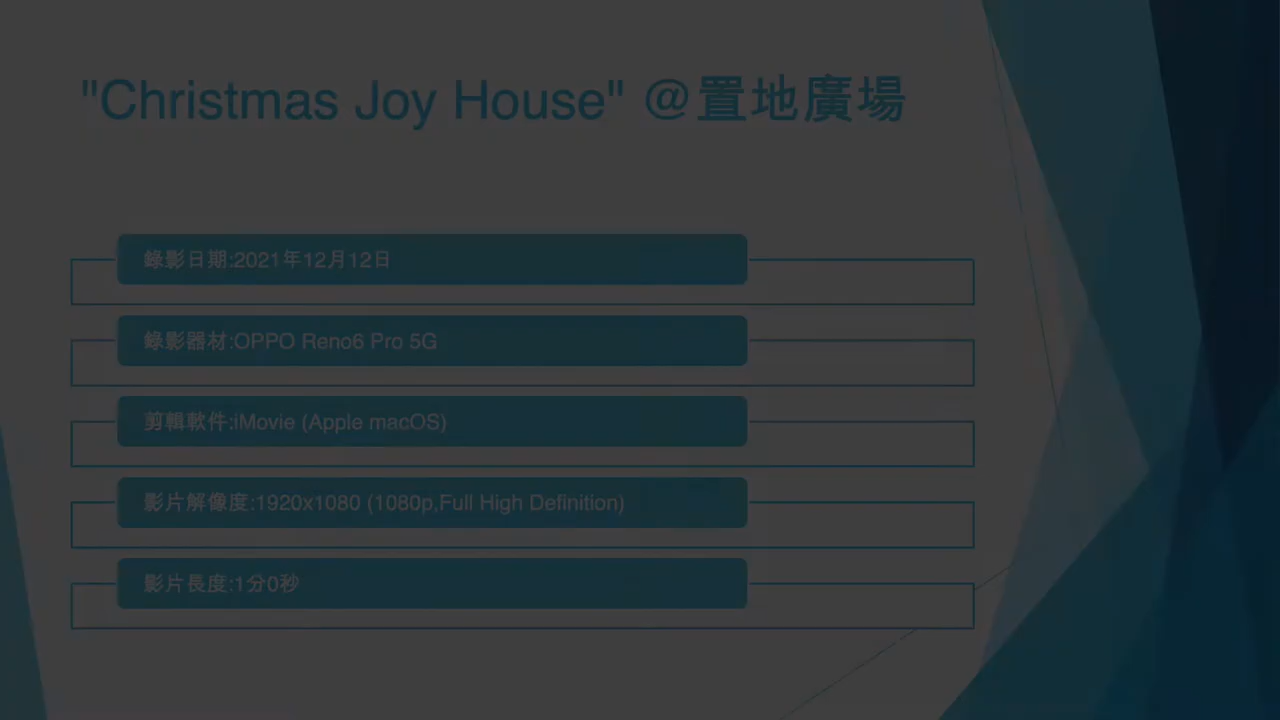 "Christmas Joy House" @置地廣場
錄影日期:2021年12月12日
錄影器材:OPPO Reno6 Pro 5G
剪輯軟件:iMovie (Apple macOS)
影片解像度:1920x1080 (1080p,Full High Definition)
影片長度:1分0秒